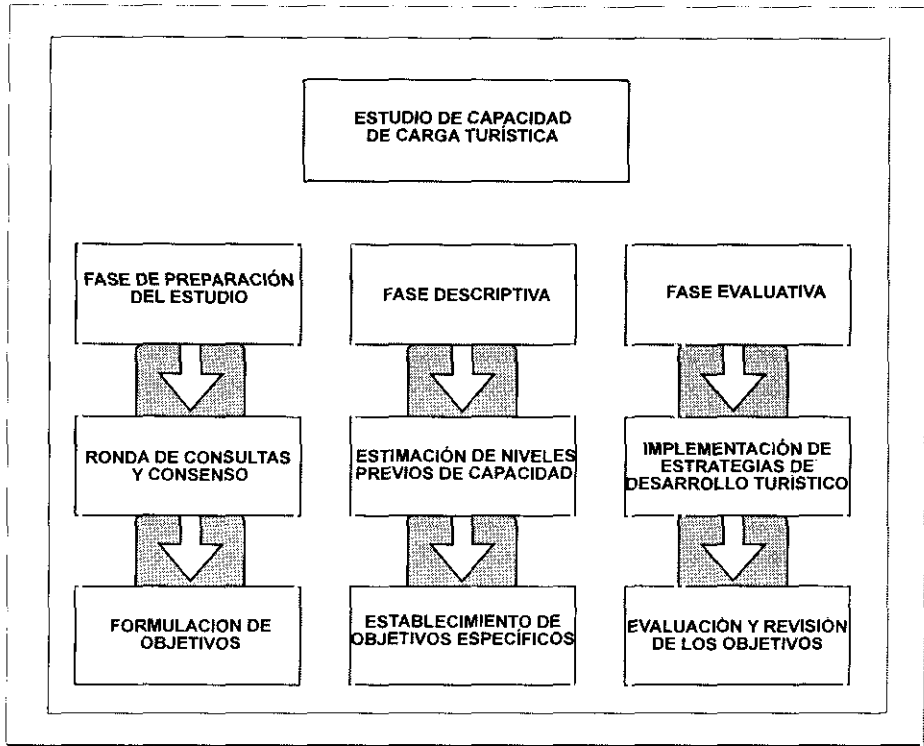 ESTUDIO DE CAPACIDAD
DE CARGA TURÍSTICA
FASE DE PREPARACIÓN
DEL ESTUDIO
FASE DESCRIPTIVA
FASE EVALUATIVA
RONDA DE CONSULTAS
Y CONSENSO
ESTIMACIÓN DE NIVELES
PREVIOS DE CAPACIDAD
IMPLEMENTACIÓN DE
ESTRATEGIAS DE
DESARROLLO TURÍSTICO
FORMULACION DE
OBJETIVOS
ESTABLECIMIENTO DE
OBJETIVOS ESPECÍFICOS
EVALUACIÓN Y REVISIÓN
DE LOS OBJETIVOS